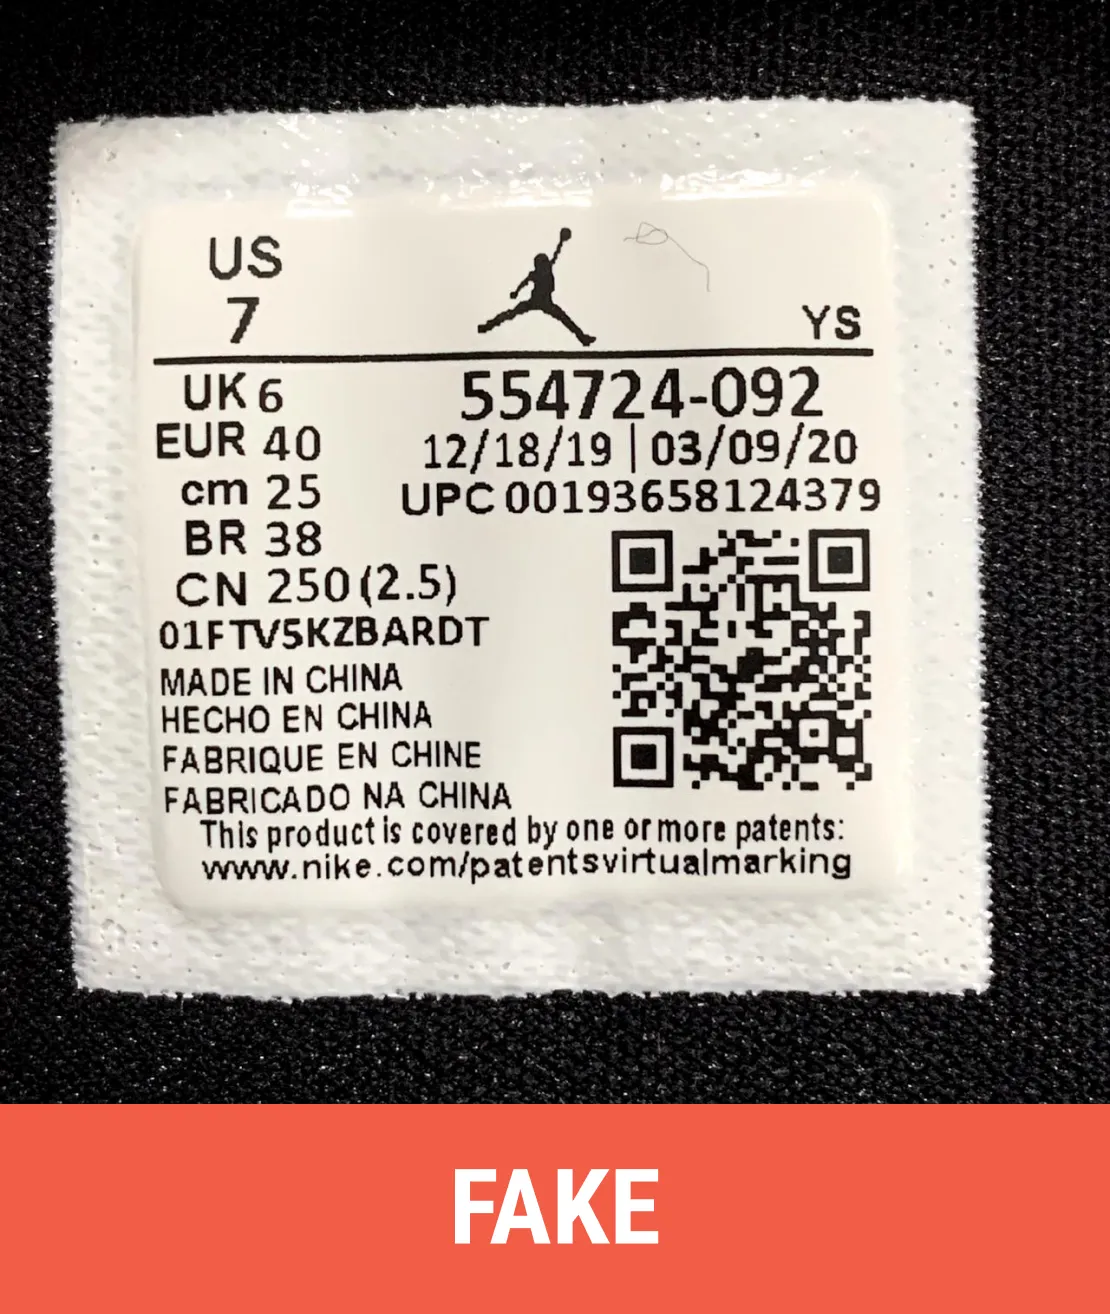 US
7
YS
UK 6
554724-092
EUR 40
12/18/19 | 03/09/20
cm 25
UPC 00193658124379
BR 38
CN 250 (2.5)
01FTV5KZBARDT
MADE IN CHINA
HECHO EN CHINA
FABRIQUE EN CHINE
FABRICADO NA CHINA
This product is covered by one or more patents:
www.nike.com/patentsvirtualmarking
FAKE